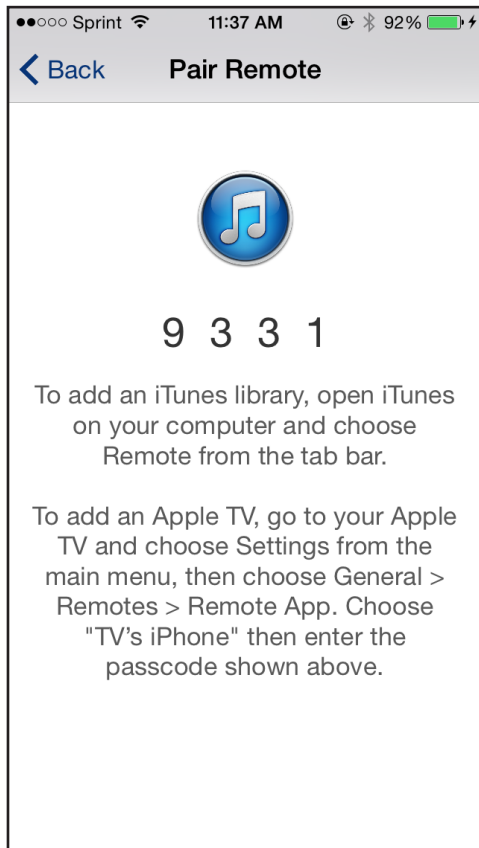 Sprint 11:37 AM 92%
Back Pair Remote
9 3 3 1
To add an iTunes library, open iTunes
on your computer and choose
Remote from the tab bar.
To add an Apple TV, go to your Apple
TV and choose Settings from the
main menu, then choose General >
Remotes > Remote App. Choose
"TV’s iPhone" then enter the
passcode shown above.